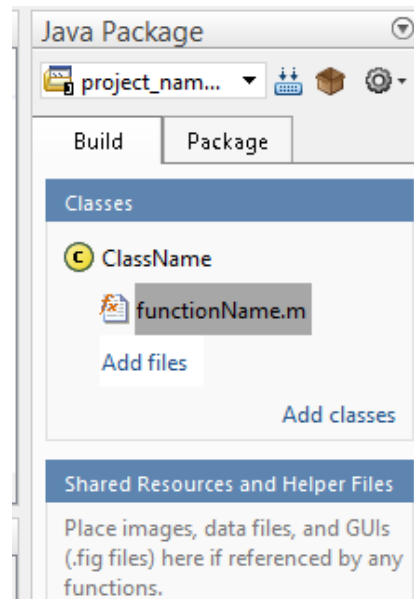 Java Package
project_nam...
Build Package
Classes
C ClassName
fx functionName.m
Add files
Add classes
Shared Resources and Helper Files
Place images, data files, and GUIs
(.fig files) here if referenced by any
functions.